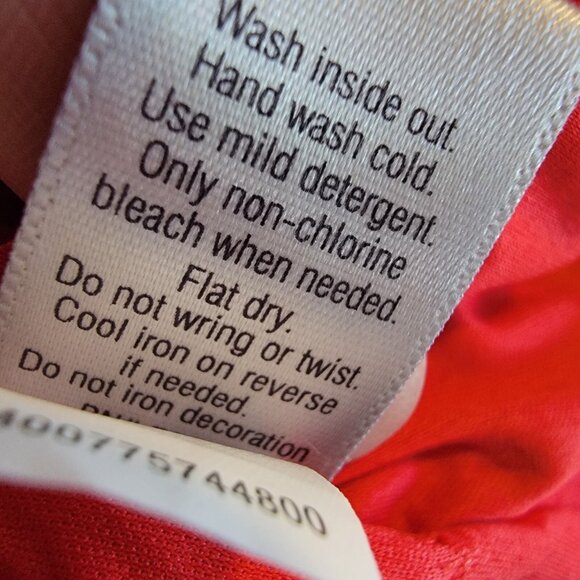 Wash inside out.
Hand wash cold.
Use mild detergent.
Only non-chlorine
bleach when needed.
Flat dry.
Do not wring or twist.
Cool iron on reverse
if needed.
Do not iron decoration
400775744800